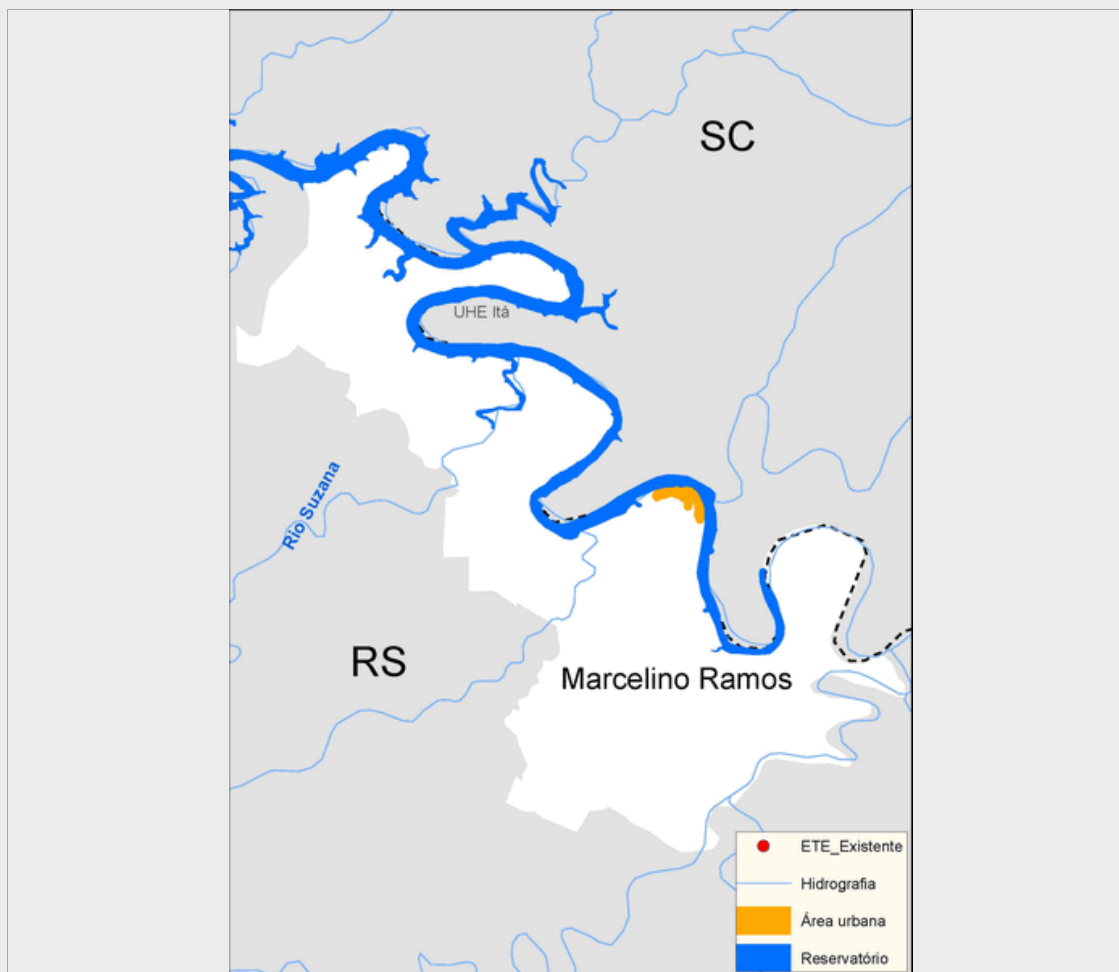 SC
UHE Itá
Rio Suzana
RS
Marcelino Ramos
ETE_Existente
Hidrografia
Área urbana
Reservatório